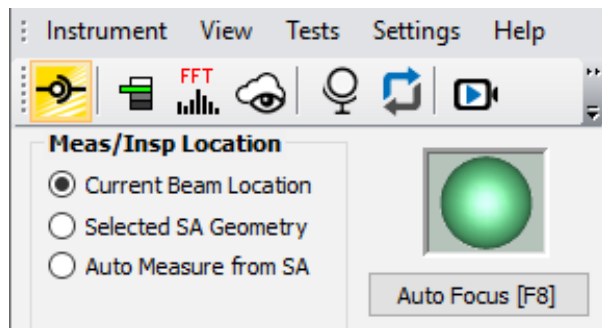 Instrument View Tests Settings Help
FFT
Meas/Insp Location
Current Beam Location
Selected SA Geometry
Auto Measure from SA
Auto Focus [F8]